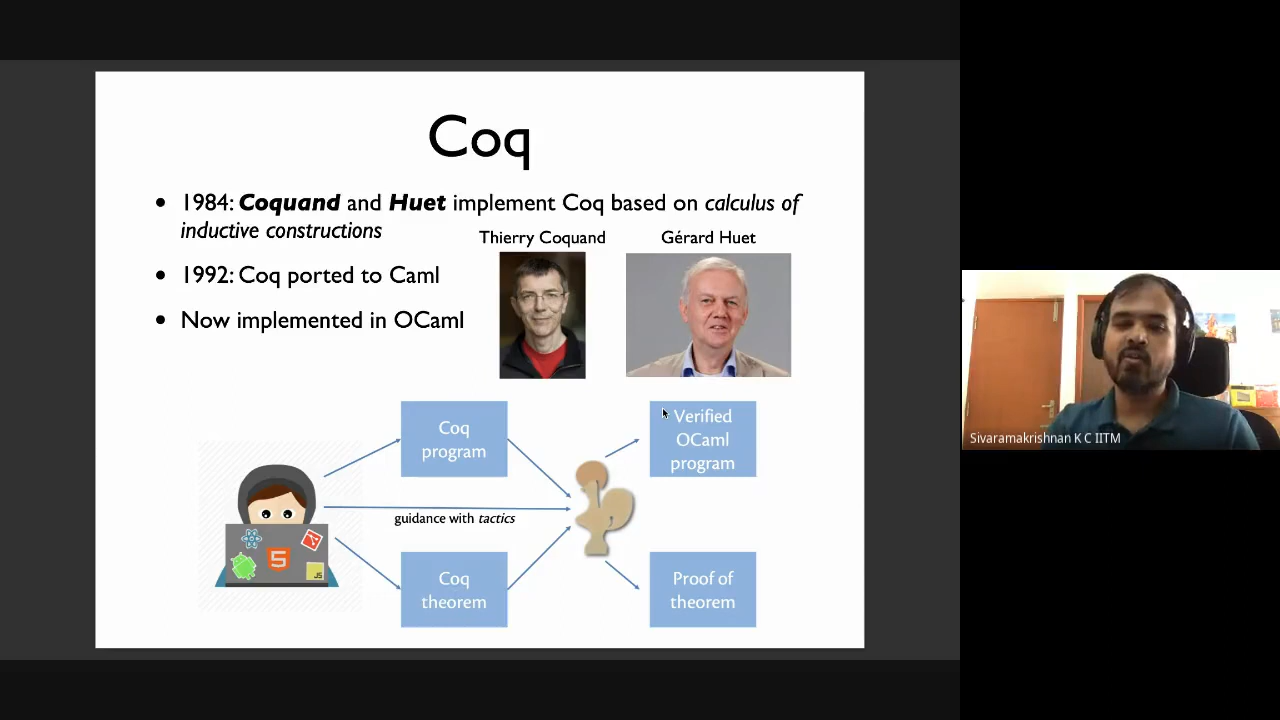 Coq
• 1984: Coquand and Huet implement Coq based on calculus of
inductive constructions
Thierry Coquand
Gérard Huet
• 1992: Coq ported to Caml
• Now implemented in OCaml
Coq
program
Verified
OCaml
program
guidance with tactics
5
JS
Coq
theorem
Proof of
theorem
Sivaramakrishnan K C IITM